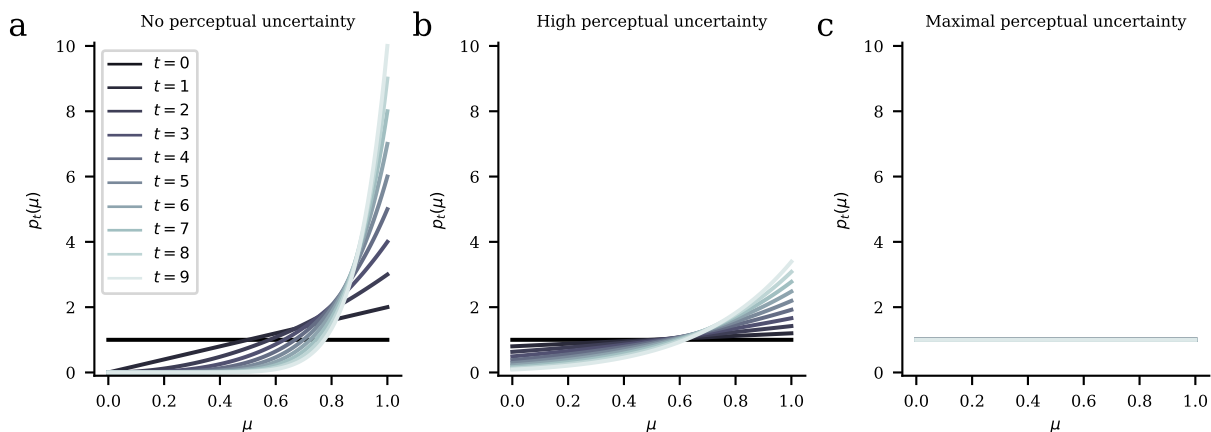 a
No perceptual uncertainty
10
8
6
4
2
0
p_t(μ)
t = 0
t = 1
t = 2
t = 3
t = 4
t = 5
t = 6
t = 7
t = 8
t = 9
0.0 0.2 0.4 0.6 0.8 1.0
μ
b
High perceptual uncertainty
10
8
6
4
2
0
p_t(μ)
0.0 0.2 0.4 0.6 0.8 1.0
μ
c
Maximal perceptual uncertainty
10
8
6
4
2
0
p_t(μ)
0.0 0.2 0.4 0.6 0.8 1.0
μ